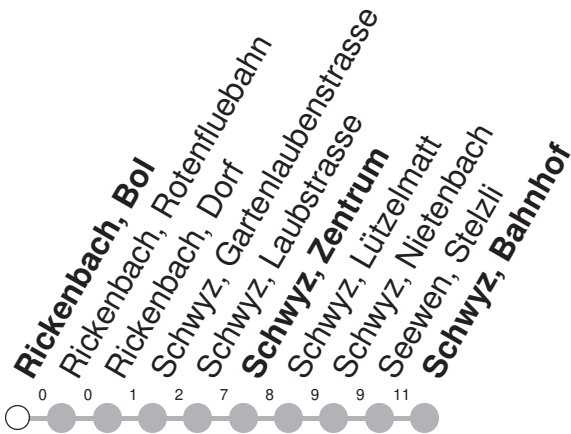 Rickenbach, Bol
Rickenbach, Rotenfluebahn
Rickenbach, Dorf
Schwyz, Gartenlaubenstrasse
Schwyz, Laubstrasse
Schwyz, Zentrum
Schwyz, Lützelmatt
Schwyz, Nietenbach
Seewen, Stelzli
Schwyz, Bahnhof
0 0 1 2 7 8 9 9 11